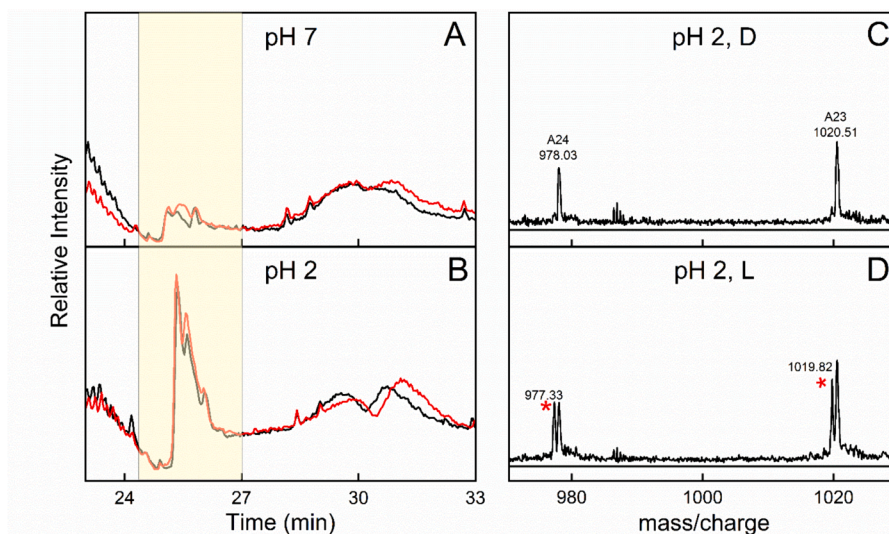 pH 7
A
pH 2, D
C
A24
978.03
A23
1020.51
Relative Intensity
pH 2
B
pH 2, L
D
977.33
*
1019.82
*
24
27
30
33
Time (min)
980
1000
1020
mass/charge